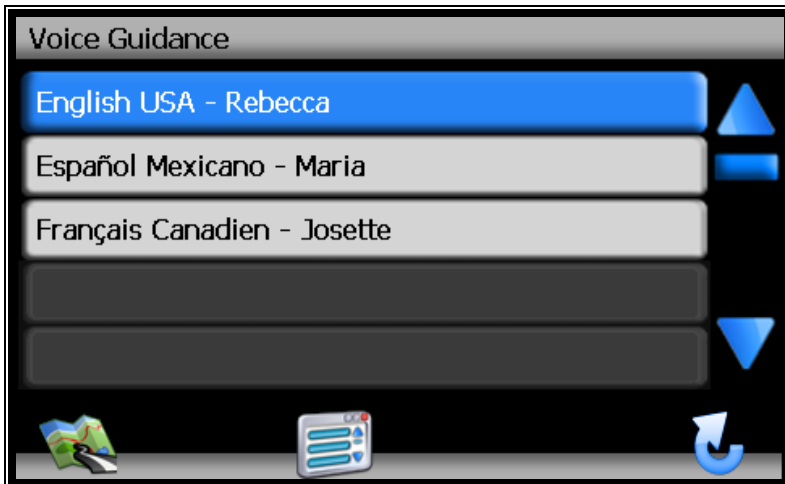 Voice Guidance
English USA - Rebecca
Español Mexicano - Maria
Français Canadien - Josette